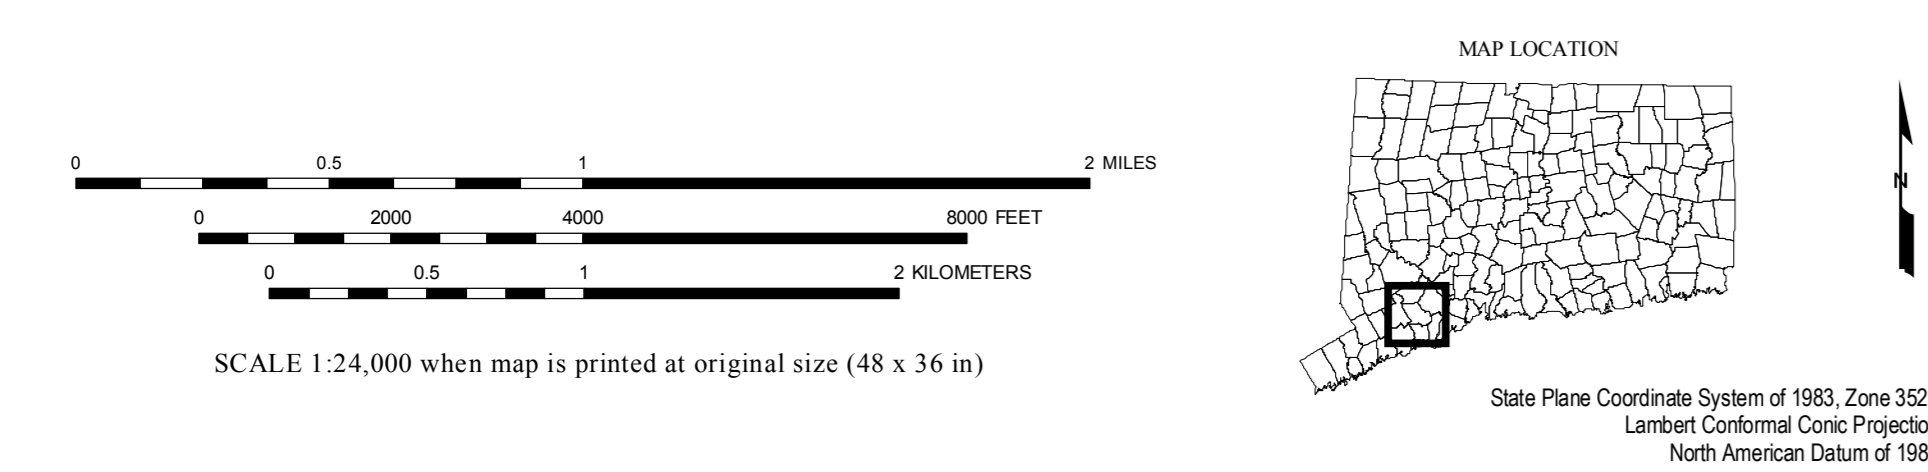 MAP LOCATION
0 0.5 1 2 MILES
0 2000 4000 8000 FEET
0 0.5 1 2 KILOMETERS
SCALE 1:24,000 when map is printed at original size (48 x 36 in)
N
State Plane Coordinate System of 1983, Zone 352
Lambert Conformal Conic Projectio
North American Datum of 198